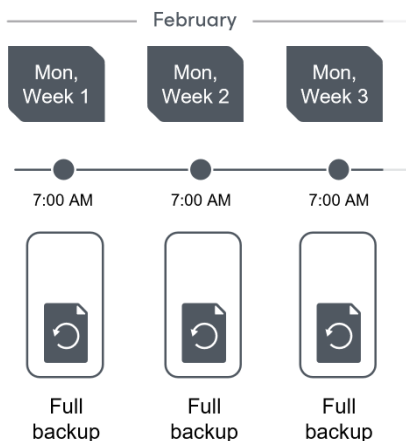 February
Mon,
Week 1
Mon,
Week 2
Mon,
Week 3
7:00 AM
7:00 AM
7:00 AM
Full
backup
Full
backup
Full
backup